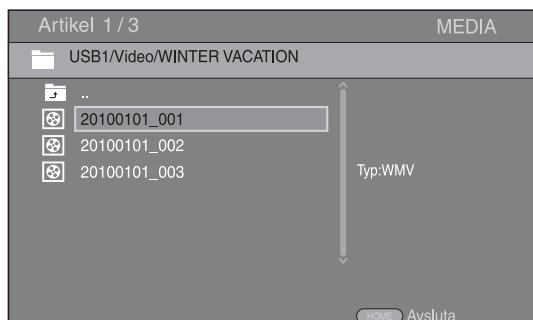 Artikel 1 / 3 MEDIA
USB1/Video/WINTER VACATION
..
20100101_001
20100101_002
20100101_003
Typ:WMV
HOME Avsluta